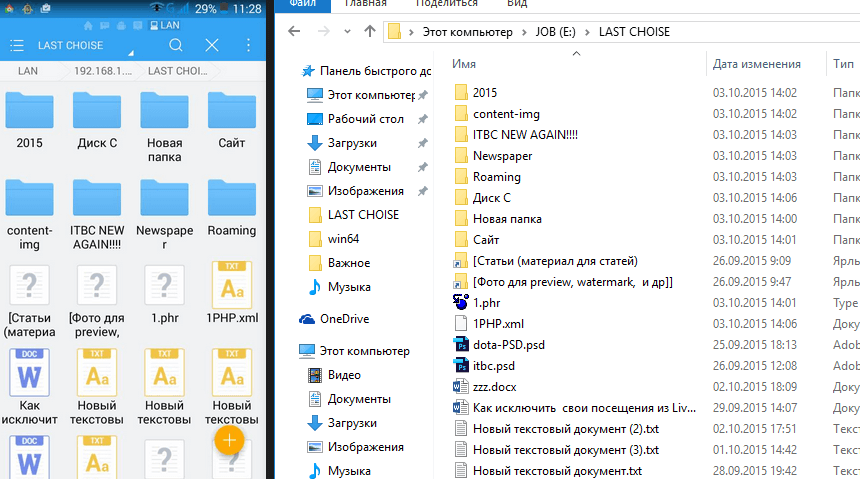 29% 11:28
LAN
LAST CHOISE
LAN 192.168.1.... LAST CHOI...
2015
Диск С
Новая папка
Сайт
content-img
ITBC NEW AGAIN!!!!
Newspaper
Roaming
TXT
Aa
[Статьи (материа
[Фото для preview,
1.phr
1PHP.xml
DOC
W
TXT
Aa
TXT
Aa
TXT
Aa
Как исключит
Новый текстовы
Новый текстовы
Новый текстовы
DOC
W
TXT
Aa
Файл Главная Поделиться Вид
Этот компьютер JOB (E:) LAST CHOISE
Панель быстрого до
Этот компьютер
Рабочий стол
Загрузки
Документы
Изображения
LAST CHOISE
win64
Важное
Музыка
OneDrive
Этот компьютер
Видео
Документы
Загрузки
Изображения
Музыка
Имя Дата изменения Тип
2015 03.10.2015 14:02 Папк
content-img 03.10.2015 14:02 Папк
ITBC NEW AGAIN!!!! 03.10.2015 14:03 Папк
Newspaper 03.10.2015 14:03 Папк
Roaming 03.10.2015 14:03 Папк
Диск С 03.10.2015 14:06 Папк
Новая папка 03.10.2015 14:00 Папк
Сайт 03.10.2015 14:01 Папк
[Статьи (материал для статей) 26.09.2015 9:09 Ярль
[Фото для preview, watermark, и др]] 26.09.2015 9:47 Ярль
1.phr 03.10.2015 14:01 Type
1PHP.xml 03.10.2015 14:06 Доку
dota-PSD.psd 25.09.2015 18:13 Adob
itbc.psd 26.09.2015 12:08 Adob
zzz.docx 02.10.2015 18:09 Доку
Как исключить свои посещения из Liv... 29.09.2015 14:07 Доку
Новый текстовый документ (2).txt 02.10.2015 17:51 Текст
Новый текстовый документ (3).txt 01.10.2015 14:42 Текст
Новый текстовый документ.txt 28.09.2015 19:42 Текст